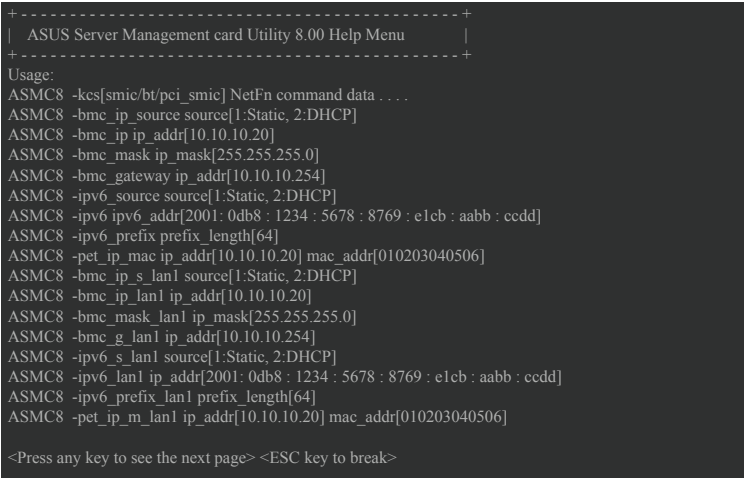 + - - - - - - - - - - - - - - - - - - - - - - - - - - - - - - - - - - - - - - - - - - - - +
| ASUS Server Management card Utility 8.00 Help Menu |
+ - - - - - - - - - - - - - - - - - - - - - - - - - - - - - - - - - - - - - - - - - - - - +
Usage:
ASMC8 -kcs[smic/bt/pci_smic] NetFn command data . . . .
ASMC8 -bmc_ip_source source[1:Static, 2:DHCP]
ASMC8 -bmc_ip ip_addr[10.10.10.20]
ASMC8 -bmc_mask ip_mask[255.255.255.0]
ASMC8 -bmc_gateway ip_addr[10.10.10.254]
ASMC8 -ipv6_source source[1:Static, 2:DHCP]
ASMC8 -ipv6 ipv6_addr[2001: 0db8 : 1234 : 5678 : 8769 : e1cb : aabb : ccdd]
ASMC8 -ipv6_prefix prefix_length[64]
ASMC8 -pet_ip_mac ip_addr[10.10.10.20] mac_addr[010203040506]
ASMC8 -bmc_ip_s_lan1 source[1:Static, 2:DHCP]
ASMC8 -bmc_ip_lan1 ip_addr[10.10.10.20]
ASMC8 -bmc_mask_lan1 ip_mask[255.255.255.0]
ASMC8 -bmc_g_lan1 ip_addr[10.10.10.254]
ASMC8 -ipv6_s_lan1 source[1:Static, 2:DHCP]
ASMC8 -ipv6_lan1 ip_addr[2001: 0db8 : 1234 : 5678 : 8769 : e1cb : aabb : ccdd]
ASMC8 -ipv6_prefix_lan1 prefix_length[64]
ASMC8 -pet_ip_m_lan1 ip_addr[10.10.10.20] mac_addr[010203040506]
<Press any key to see the next page> <ESC key to break>